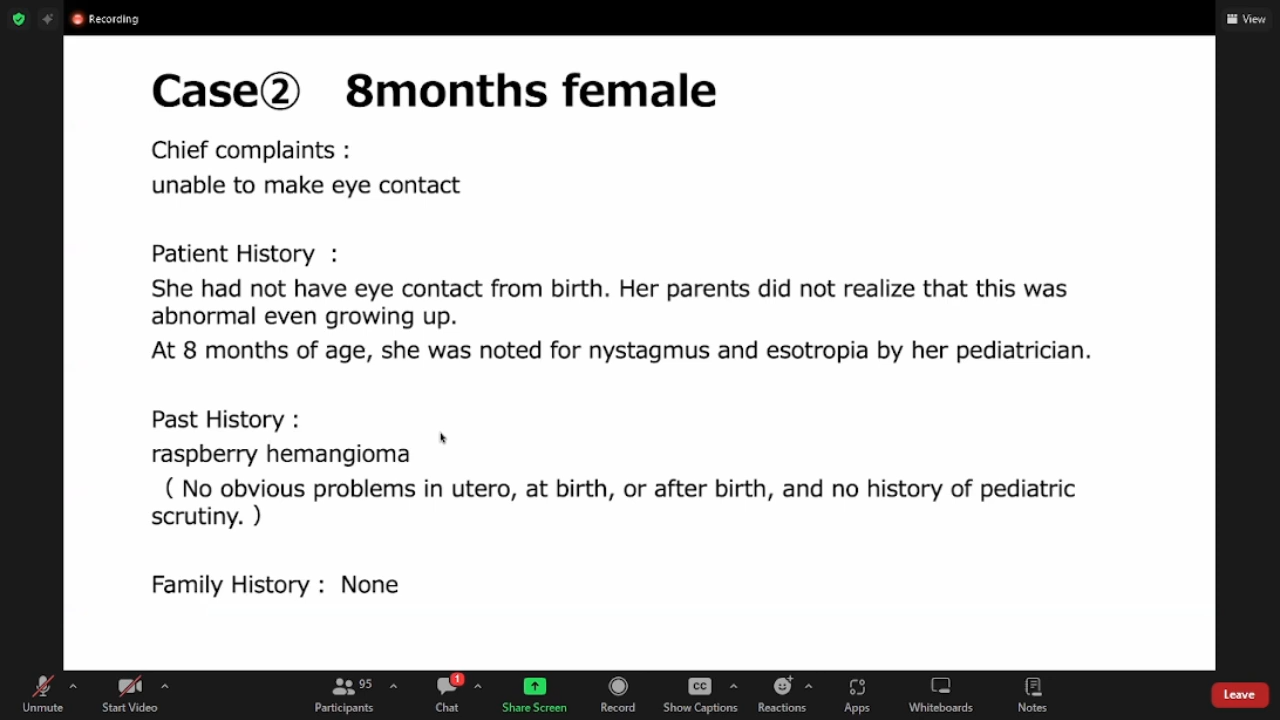 Recording
View
Case② 8months female
Chief complaints :
unable to make eye contact
Patient History :
She had not have eye contact from birth. Her parents did not realize that this was
abnormal even growing up.
At 8 months of age, she was noted for nystagmus and esotropia by her pediatrician.
Past History :
raspberry hemangioma
( No obvious problems in utero, at birth, or after birth, and no history of pediatric
scrutiny. )
Family History : None
95
1
CC
Unmute Start Video Participants Chat Share Screen Record Show Captions Reactions Apps Whiteboards Notes Leave